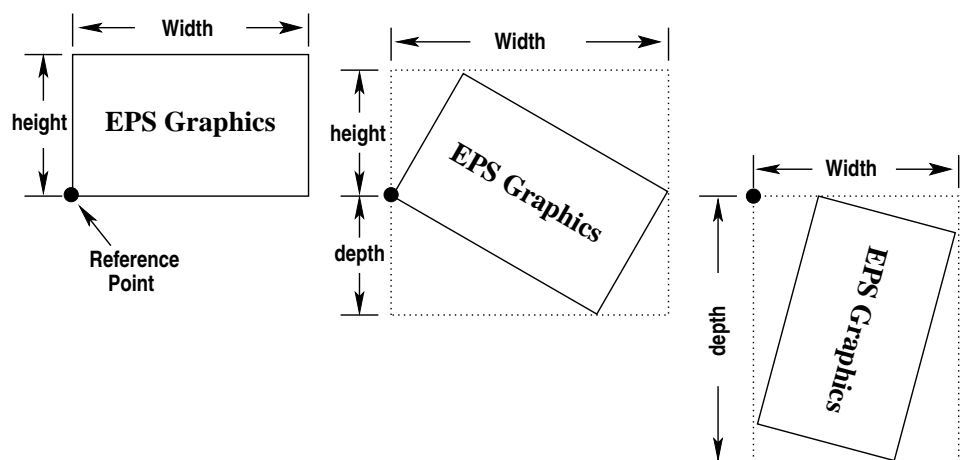 Width
height
EPS Graphics
Reference
Point
Width
height
depth
EPS Graphics
Width
depth
EPS Graphics